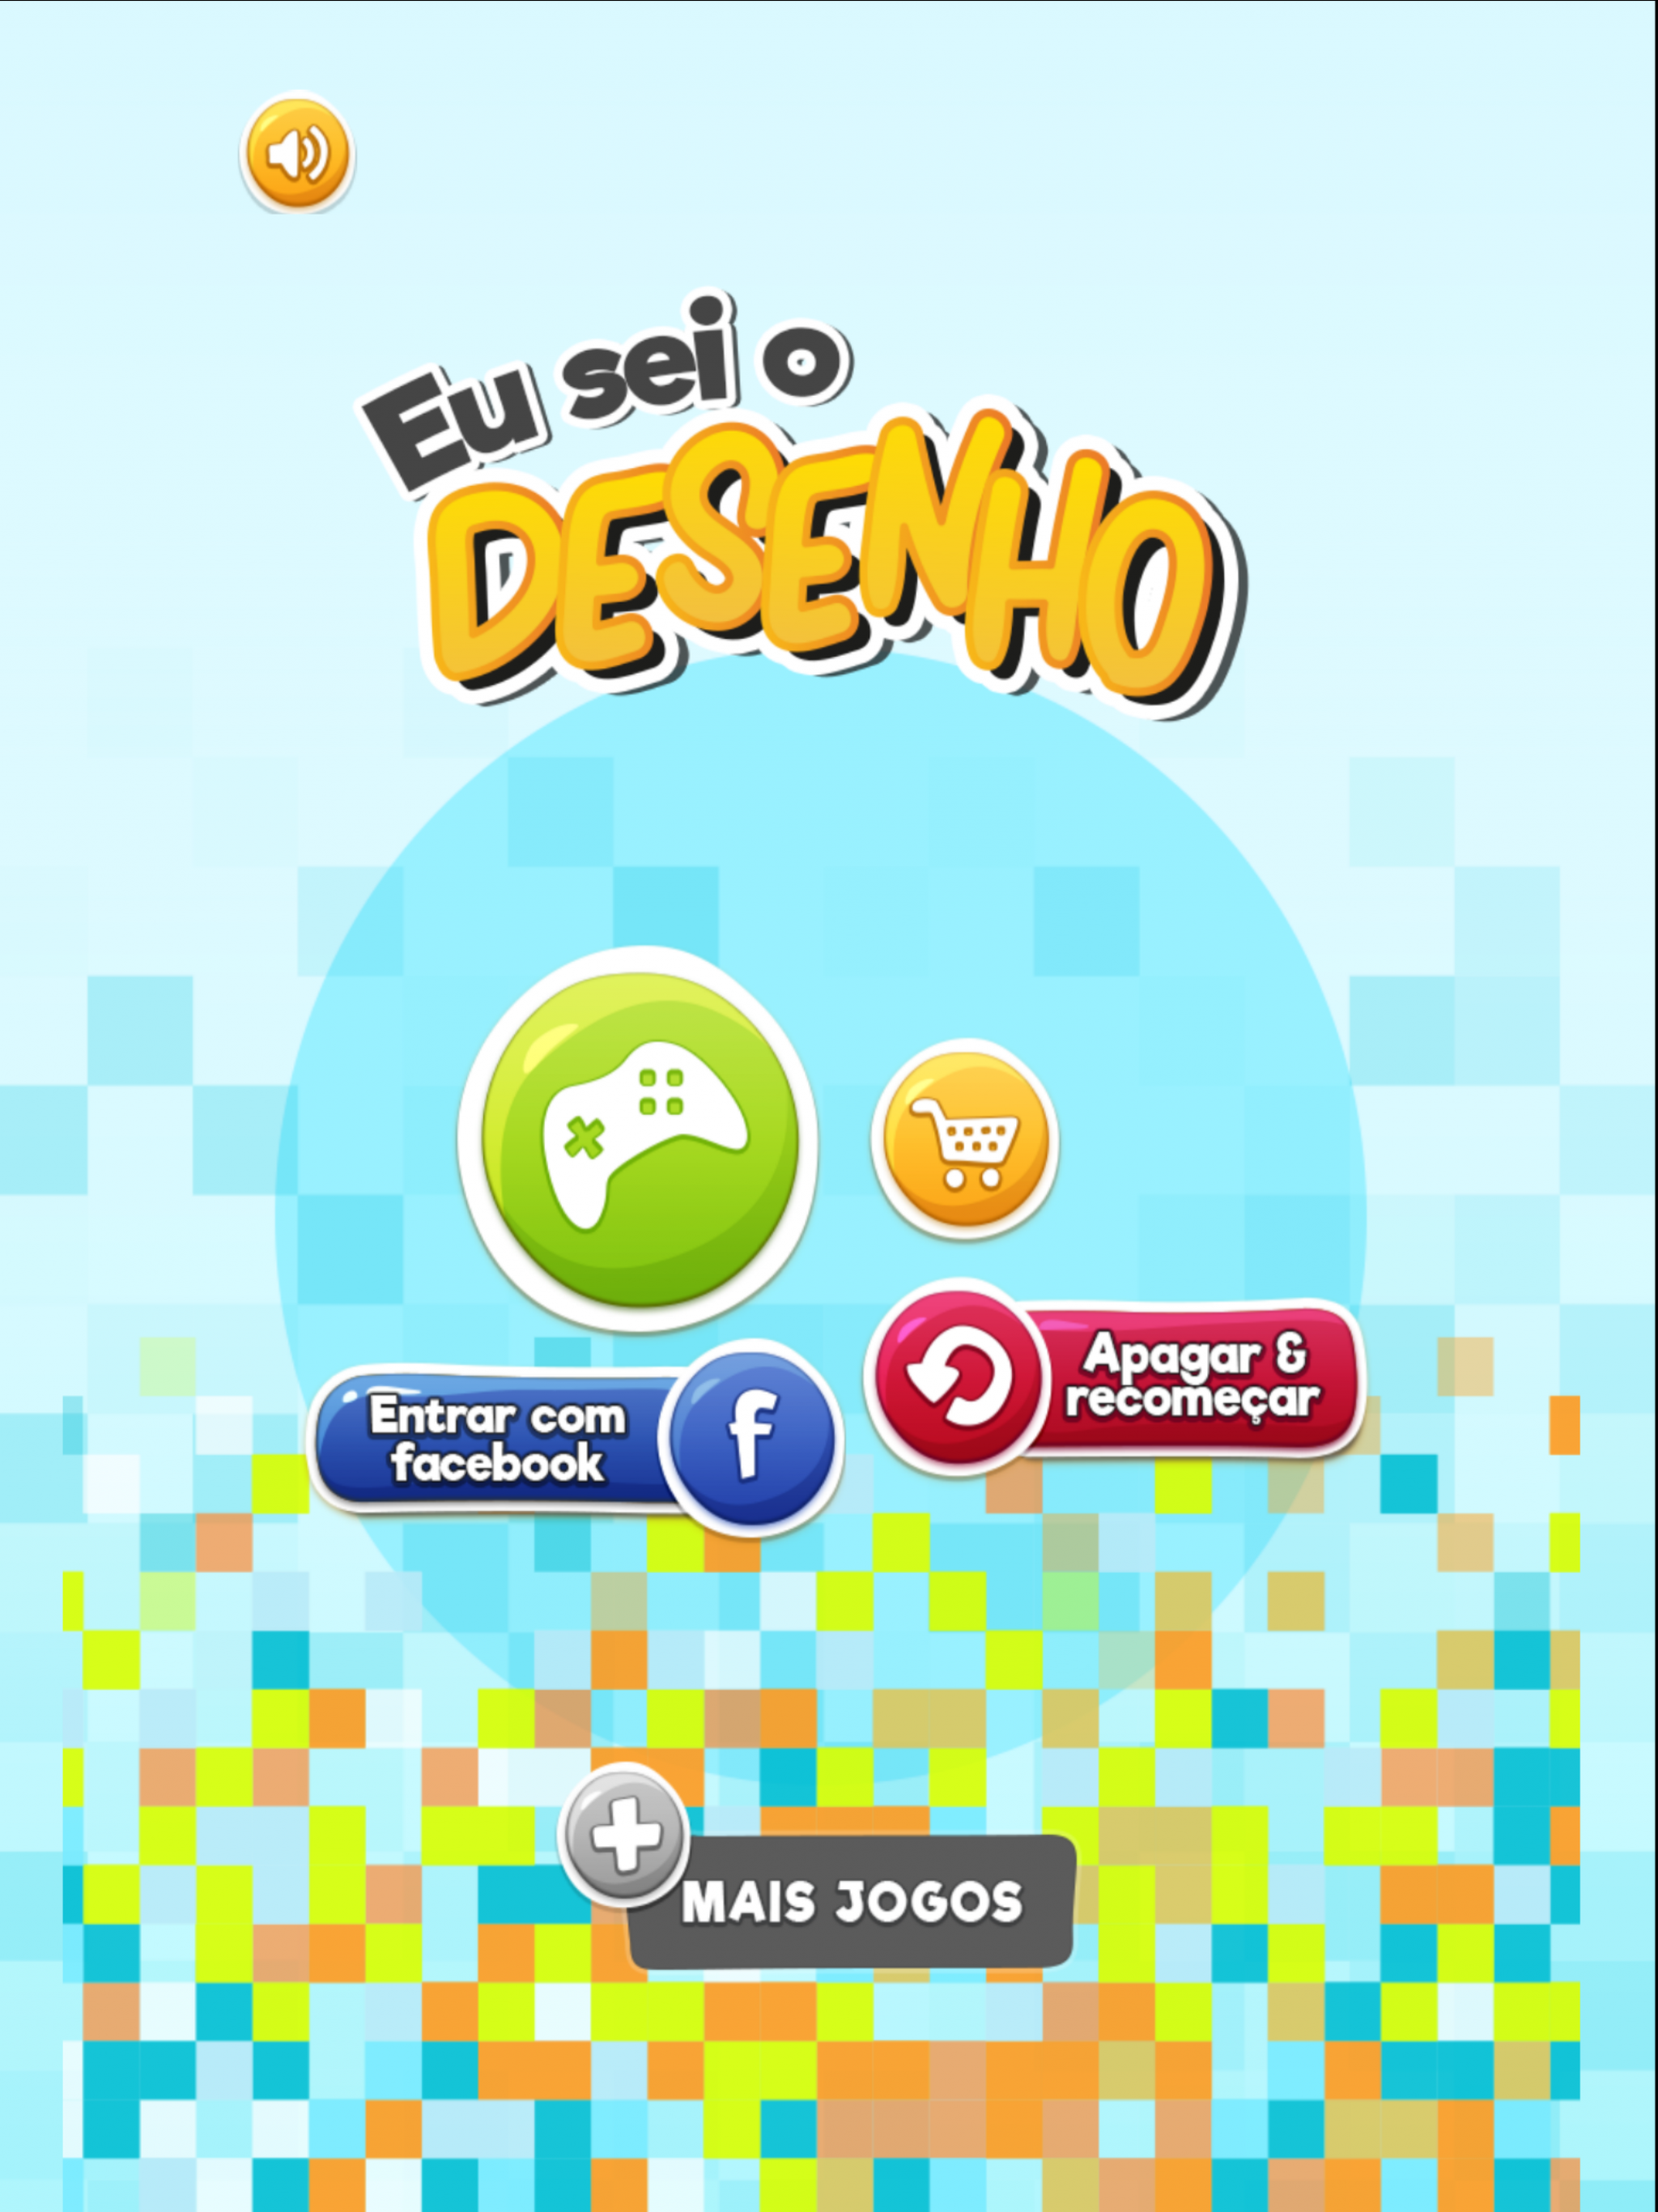 Eu sei o
DESENHO
Apagar &
recomeçar
Entrar com
facebook
f
MAIS JOGOS